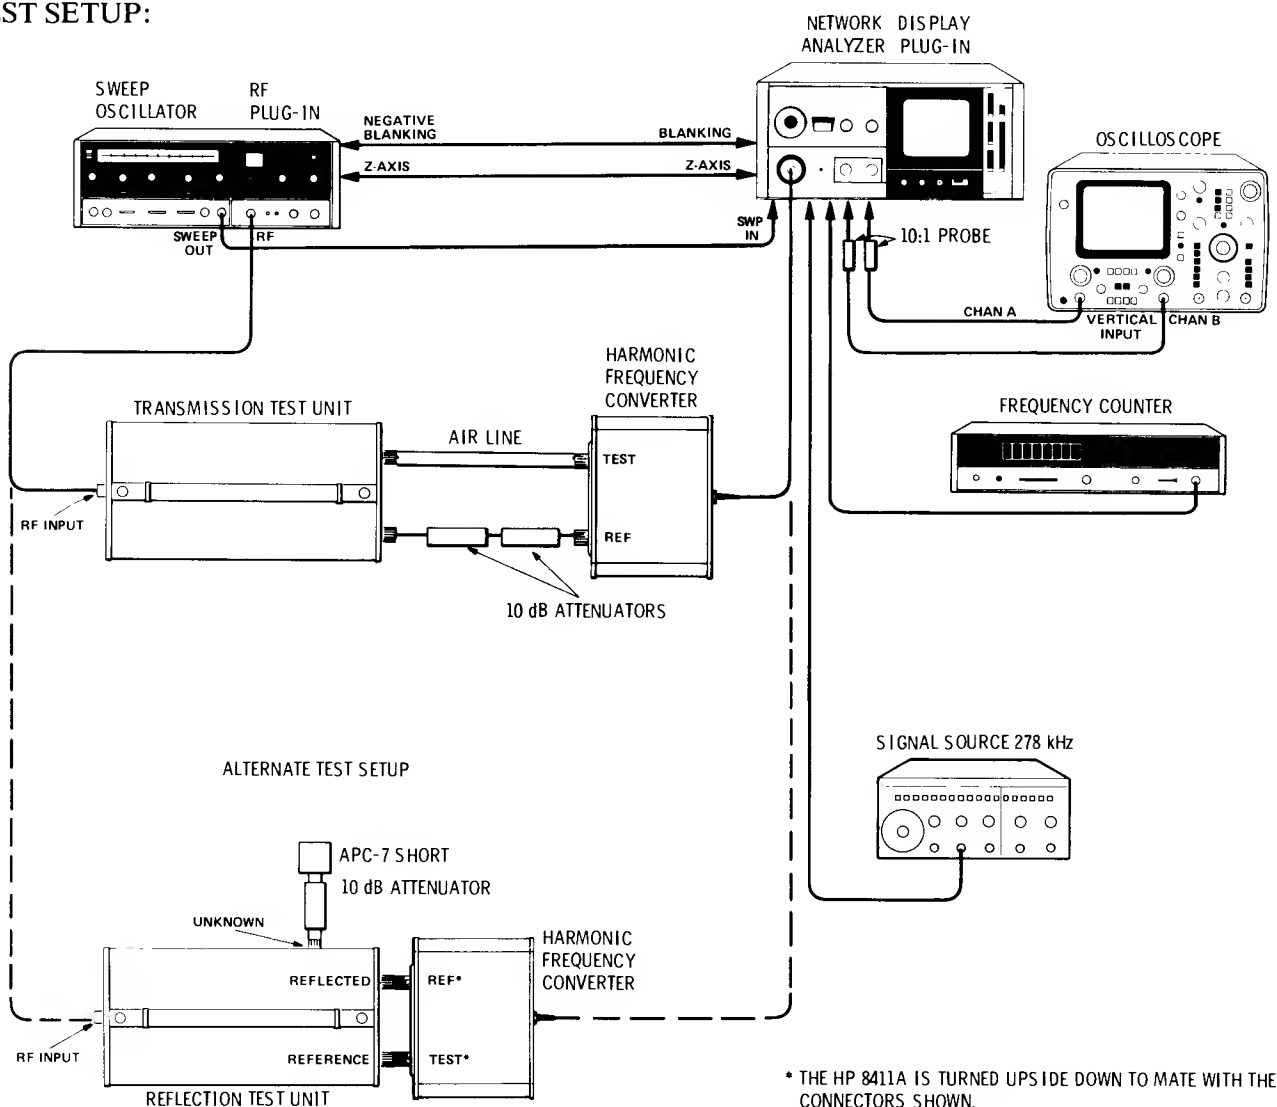 ST SETUP:
NETWORK DISPLAY
ANALYZER PLUG-IN
SWEEP
OSCILLATOR
RF
PLUG-IN
NEGATIVE
BLANKING
BLANKING
Z-AXIS
Z-AXIS
OSCILLOSCOPE
SWEEP
OUT
RF
SWP
IN
10:1 PROBE
CHAN A
VERTICAL
INPUT
CHAN B
HARMONIC
FREQUENCY
CONVERTER
TRANSMISSION TEST UNIT
AIR LINE
FREQUENCY COUNTER
TEST
RF INPUT
REF
10 dB ATTENUATORS
SIGNAL SOURCE 278 kHz
ALTERNATE TEST SETUP
APC-7 SHORT
10 dB ATTENUATOR
UNKNOWN
HARMONIC
FREQUENCY
CONVERTER
REFLECTED
REF*
RF INPUT
REFERENCE
TEST*
REFLECTION TEST UNIT
* THE HP 8411A IS TURNED UPSIDE DOWN TO MATE WITH THE
CONNECTORS SHOWN.